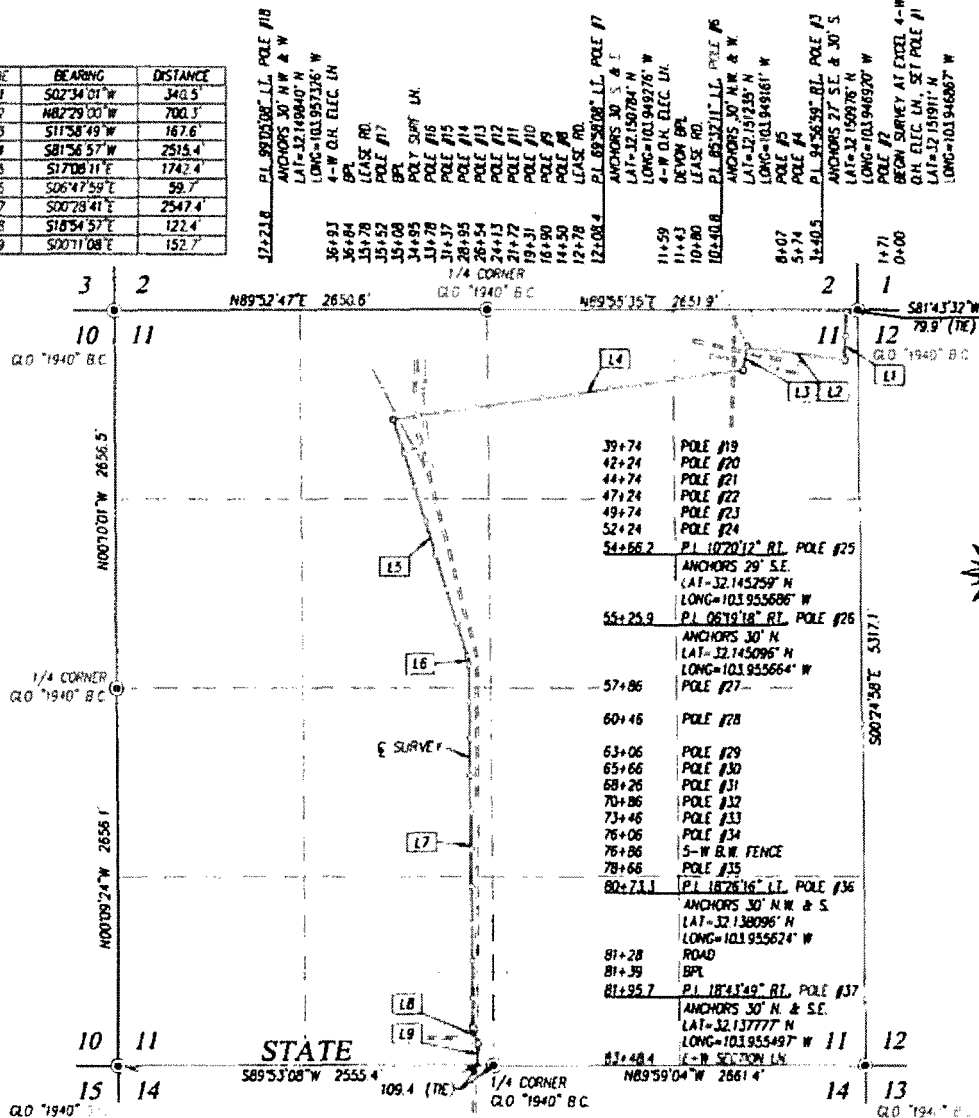 BEARING DISTANCE
S02°34'01"W 340.5'
N82°29'00"W 700.3'
S11°58'49"W 167.6'
S81°56'57"W 2515.4'
S17°08'11"E 1742.4'
S06°47'59"E 59.7'
S00°28'41"E 2547.4'
S18°54'57"E 122.4'
S00°11'08"E 152.7'
37+23.8 P.I. 99°05'08" LT. POLE #18
ANCHORS 30' N.W. & W.
LAT=32.149840° N
LONG=103.957326° W
36+93 4-W O.H. ELEC. LN
36+84 BPL
35+78 LEASE RD.
35+52 POLE #17
35+08 BPL
34+95 POLY SURF LN.
33+78 POLE #16
31+37 POLE #15
28+95 POLE #14
26+54 POLE #13
24+13 POLE #12
21+72 POLE #11
19+31 POLE #10
16+90 POLE #9
14+50 POLE #8
12+78 LEASE RD.
12+08.4 P.I. 69°58'08" LT. POLE #7
ANCHORS 30' S. & E.
LAT=32.150784° N
LONG=103.949276° W
11+59 4-W O.H. ELEC. LN.
11+43 DEVON BPL
10+80 LEASE RD.
10+40.8 P.I. 85°32'11" LT. POLE #6
ANCHORS 30' N.W. & W.
LAT=32.151235° N
LONG=103.949161° W
8+07 POLE #5
5+74 POLE #4
3+40.5 P.I. 94°56'59" RT. POLE #3
ANCHORS 27' S.E. & 30' S.
LAT=32.150976° N
LONG=103.946920° W
1+71 POLE #2
0+00 BEGIN SURVEY AT EXCEL 4-W
O.H. ELEC. LN, SET POLE #1
LAT=32.151911° N
LONG=103.946867° W
3 2
N89°52'47"E 2650.6'
1/4 CORNER
GLO "1940" B.C.
N89°55'35"E 2651.9'
2 1
S81°43'32"W
79.9' (TIE)
10 11
GLO "1940" B.C.
11 12
GLO "1940" B.C.
L4
L3 L2
L1
N00°10'01"W 2656.5'
39+74 POLE #19
42+24 POLE #20
44+74 POLE #21
47+24 POLE #22
49+74 POLE #23
52+24 POLE #24
54+66.2 P.I. 10°20'12" RT. POLE #25
ANCHORS 29' S.E.
LAT=32.145259° N
LONG=103.955686° W
55+25.9 P.I. 06°19'18" RT. POLE #26
ANCHORS 30' N.
LAT=32.145096° N
LONG=103.955664° W
57+86 POLE #27
60+46 POLE #28
63+06 POLE #29
65+66 POLE #30
68+26 POLE #31
70+86 POLE #32
73+46 POLE #33
76+06 POLE #34
76+86 5-W B.W. FENCE
78+66 POLE #35
80+73.3 P.I. 18°26'16" LT. POLE #36
ANCHORS 30' N.W. & S.
LAT=32.138096° N
LONG=103.955624° W
81+28 ROAD
81+39 BPL
81+95.7 P.I. 18°43'49" RT. POLE #37
ANCHORS 30' N. & S.E.
LAT=32.137777° N
LONG=103.955497° W
83+48.4 E-W SECTION LN.
L5
L6
1/4 CORNER
GLO "1940" B.C.
℄ SURVEY
S00°24'58"E 5317.1'
L7
N00°09'24"W 2656.1'
L8
L9
10 11
STATE
11 12
S89°53'08"W 2555.4'
109.4 (TIE)
1/4 CORNER
GLO "1940" B.C.
N89°59'04"W 2661.4'
15 14
GLO "1940"
14 13
GLO "1940" B.C.